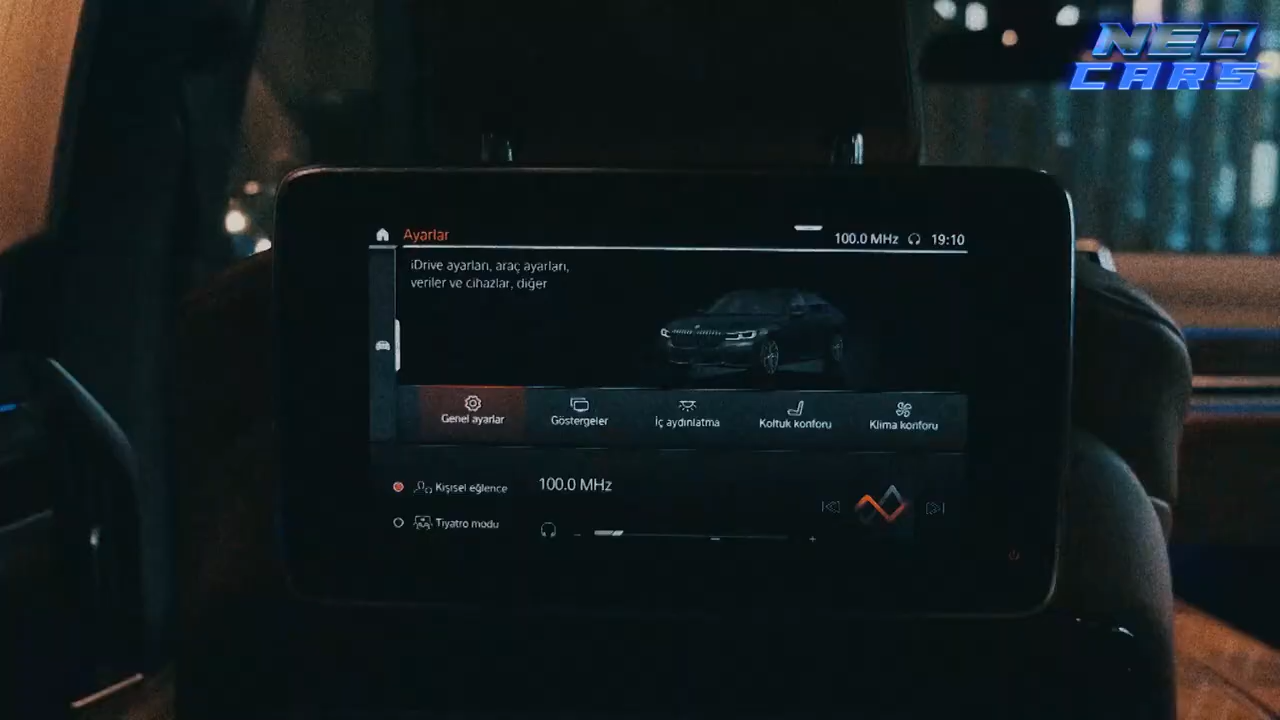 NEO
CARS
Ayarlar
100.0 MHz 19:10
iDrive ayarları, araç ayarları,
veriler ve cihazlar, diğer
Genel ayarlar
Göstergeler
İç aydınlatma
Koltuk konforu
Klima konforu
Kişisel eğlence
100.0 MHz
Tiyatro modu
- +